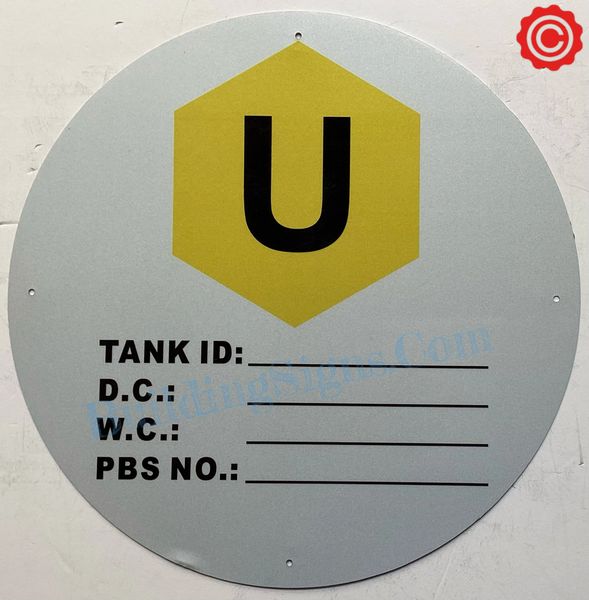 ©
U
TANK ID:
D.C.:
W.C.:
PBS NO.:
BuildingSigns.Com